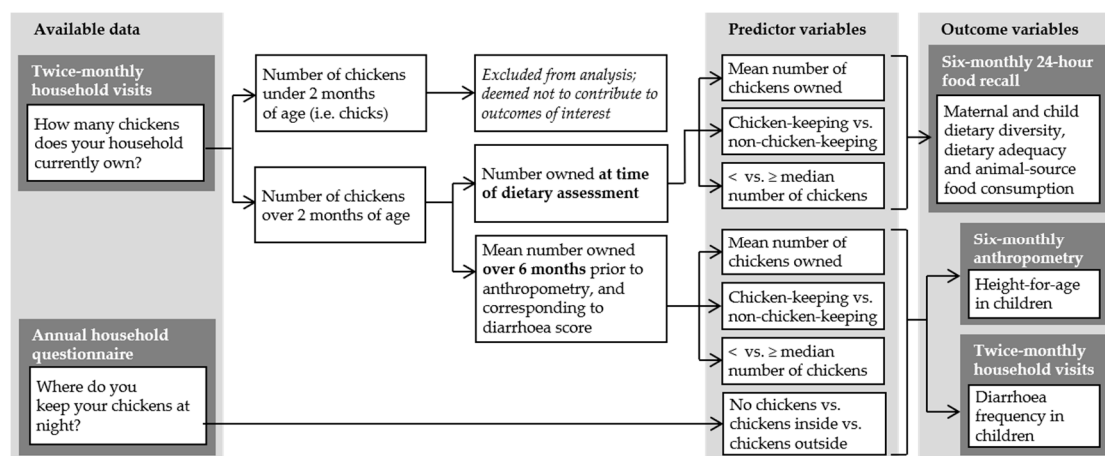 Available data
Twice-monthly
household visits
How many chickens
does your household
currently own?
Number of chickens
under 2 months
of age (i.e. chicks)
Excluded from analysis;
deemed not to contribute to
outcomes of interest
Number of chickens
over 2 months of age
Number owned at time
of dietary assessment
Mean number owned
over 6 months prior to
anthropometry, and
corresponding to
diarrhoea score
Annual household
questionnaire
Where do you
keep your chickens at
night?
Predictor variables
Mean number of
chickens owned
Chicken-keeping vs.
non-chicken-keeping
< vs. ≥ median
number of chickens
Mean number of
chickens owned
Chicken-keeping vs.
non-chicken-keeping
< vs. ≥ median
number of chickens
No chickens vs.
chickens inside vs.
chickens outside
Outcome variables
Six-monthly 24-hour
food recall
Maternal and child
dietary diversity,
dietary adequacy
and animal-source
food consumption
Six-monthly
anthropometry
Height-for-age
in children
Twice-monthly
household visits
Diarrhoea
frequency in
children